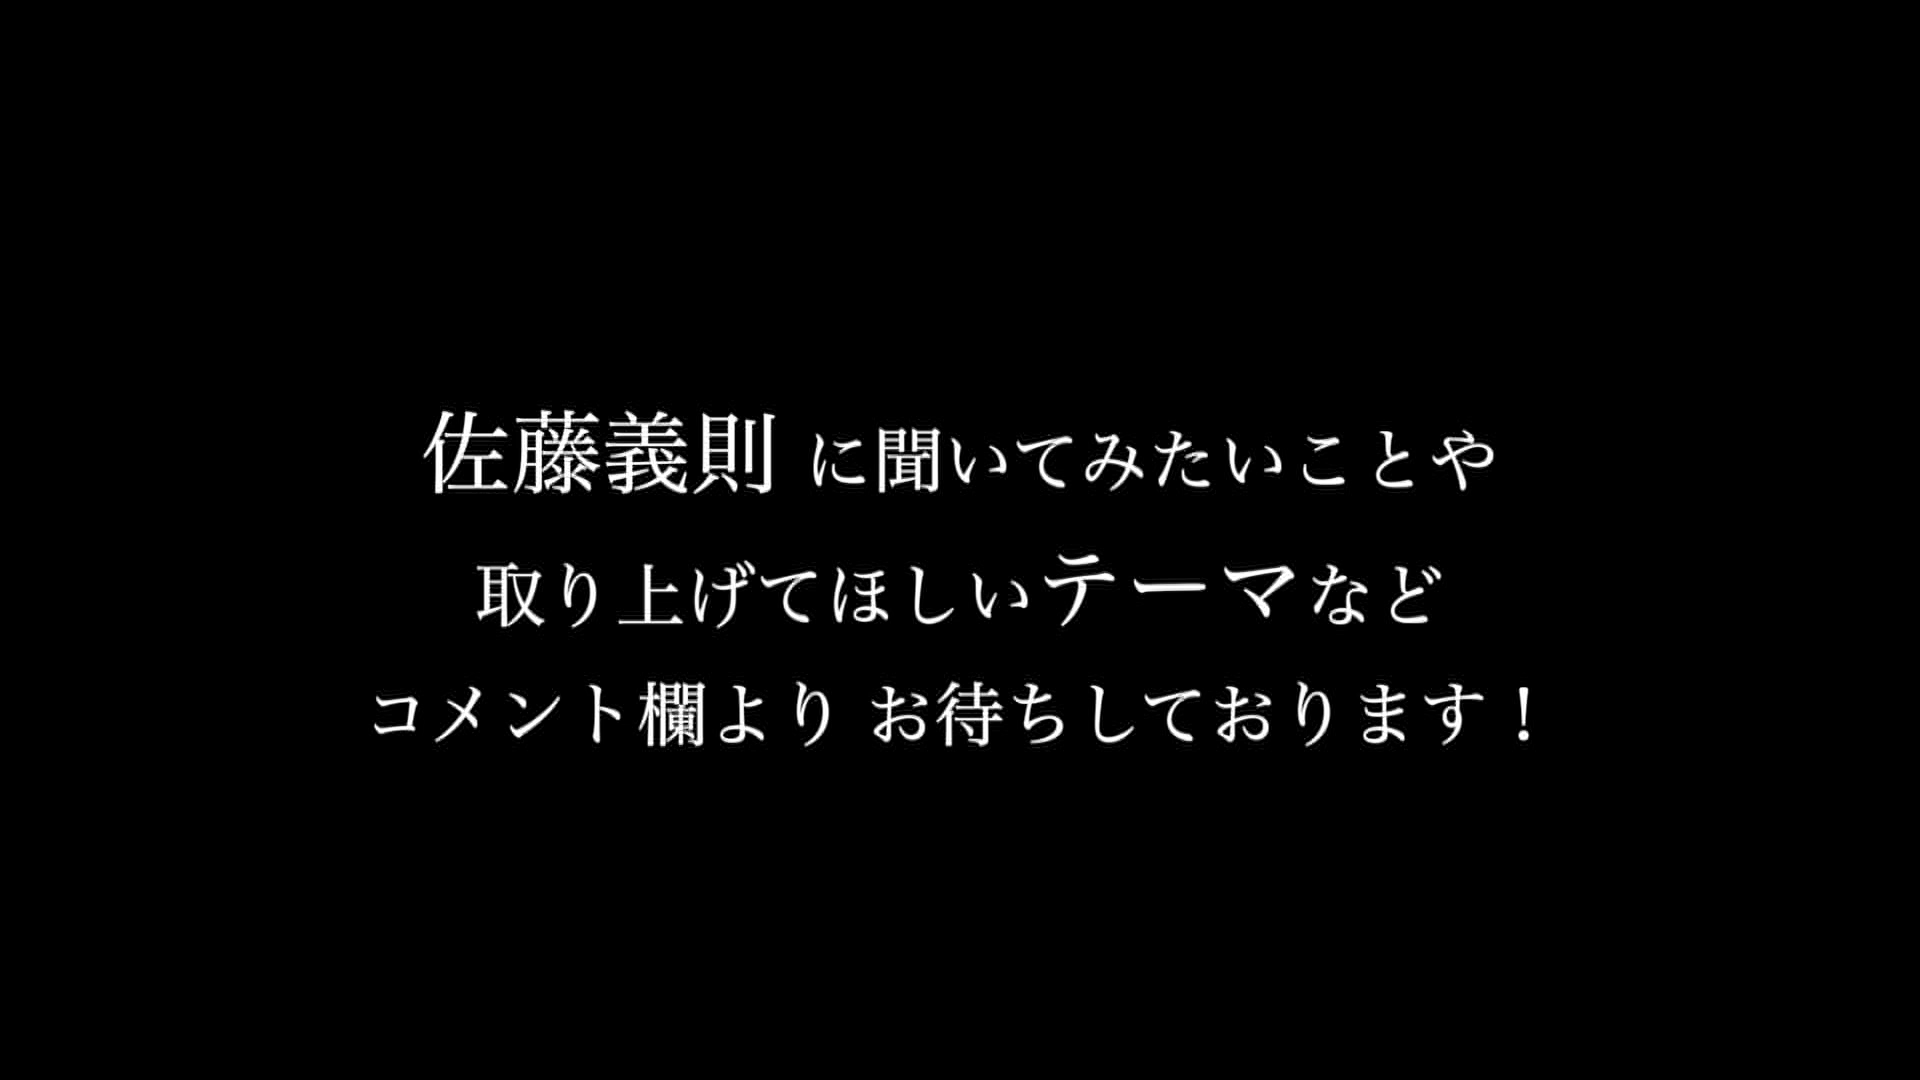 佐藤義則 に聞いてみたいことや
取り上げてほしいテーマなど
コメント欄より お待ちしております！